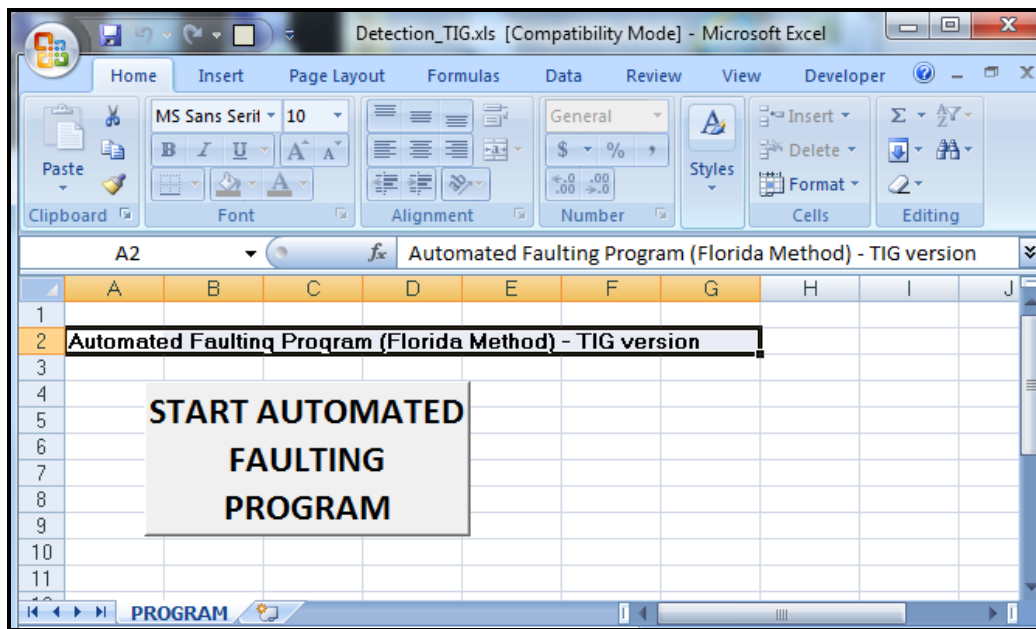 Detection_TIG.xls [Compatibility Mode] - Microsoft Excel
Home Insert Page Layout Formulas Data Review View Developer
MS Sans Serif 10 General Insert Σ
B I U A A $ % , Delete
Paste Styles Format
Clipboard Font Alignment Number Cells Editing
A2 fx Automated Faulting Program (Florida Method) - TIG version
A B C D E F G H I J
1
2 Automated Faulting Program (Florida Method) - TIG version
3
4
5
6
7
8
9
10
11
START AUTOMATED
FAULTING
PROGRAM
PROGRAM